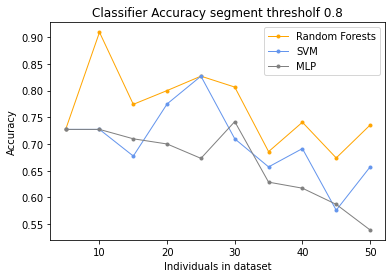 Classifier Accuracy segment thresholf 0.8
Random Forests
SVM
MLP
Accuracy
0.90
0.85
0.80
0.75
0.70
0.65
0.60
0.55
10
20
30
40
50
Individuals in dataset